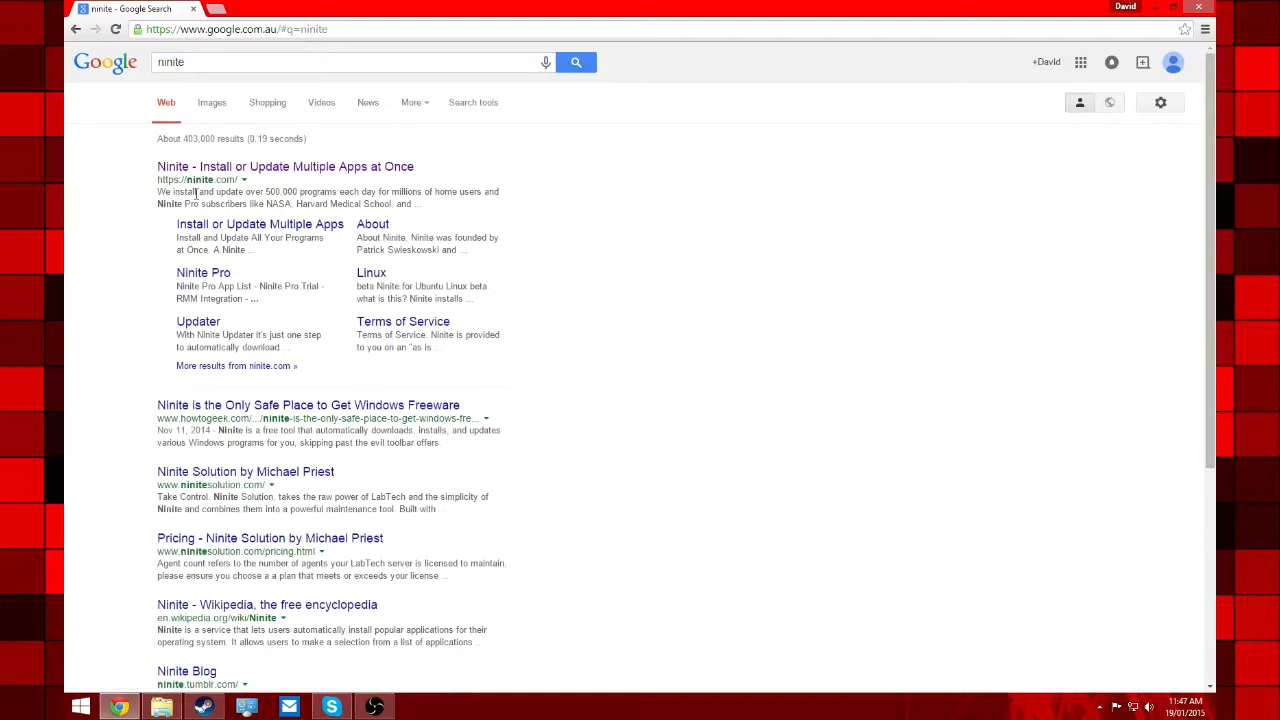 ninite - Google Search
David
https://www.google.com.au/#q=ninite
Google
ninite
+David
Web Images Shopping Videos News More Search tools
About 403,000 results (0.19 seconds)
Ninite - Install or Update Multiple Apps at Once
https://ninite.com/
We install and update over 500,000 programs each day for millions of home users and
Ninite Pro subscribers like NASA, Harvard Medical School, and ...
Install or Update Multiple Apps
Install and Update All Your Programs
at Once. A Ninite ...
About
About Ninite. Ninite was founded by
Patrick Swieskowski and ...
Ninite Pro
Ninite Pro App List - Ninite Pro Trial -
RMM Integration - ...
Linux
beta Ninite for Ubuntu Linux beta.
what is this? Ninite installs ...
Updater
With Ninite Updater it's just one step
to automatically download ...
Terms of Service
Terms of Service. Ninite is provided
to you on an "as is ...
More results from ninite.com »
Ninite is the Only Safe Place to Get Windows Freeware
www.howtogeek.com/.../ninite-is-the-only-safe-place-to-get-windows-fre...
Nov 11, 2014 - Ninite is a free tool that automatically downloads, installs, and updates
various Windows programs for you, skipping past the evil toolbar offers.
Ninite Solution by Michael Priest
www.ninitesolution.com/
Take Control. Ninite Solution, takes the raw power of LabTech and the simplicity of
Ninite and combines them into a powerful maintenance tool. Built with ...
Pricing - Ninite Solution by Michael Priest
www.ninitesolution.com/pricing.html
Agent count refers to the number of agents your LabTech server is licensed to maintain,
please ensure you choose a a plan that meets or exceeds your license ...
Ninite - Wikipedia, the free encyclopedia
en.wikipedia.org/wiki/Ninite
Ninite is a service that lets users automatically install popular applications for their
operating system. It allows users to make a selection from a list of applications ...
Ninite Blog
ninite.tumblr.com/
11:47 AM
19/01/2015